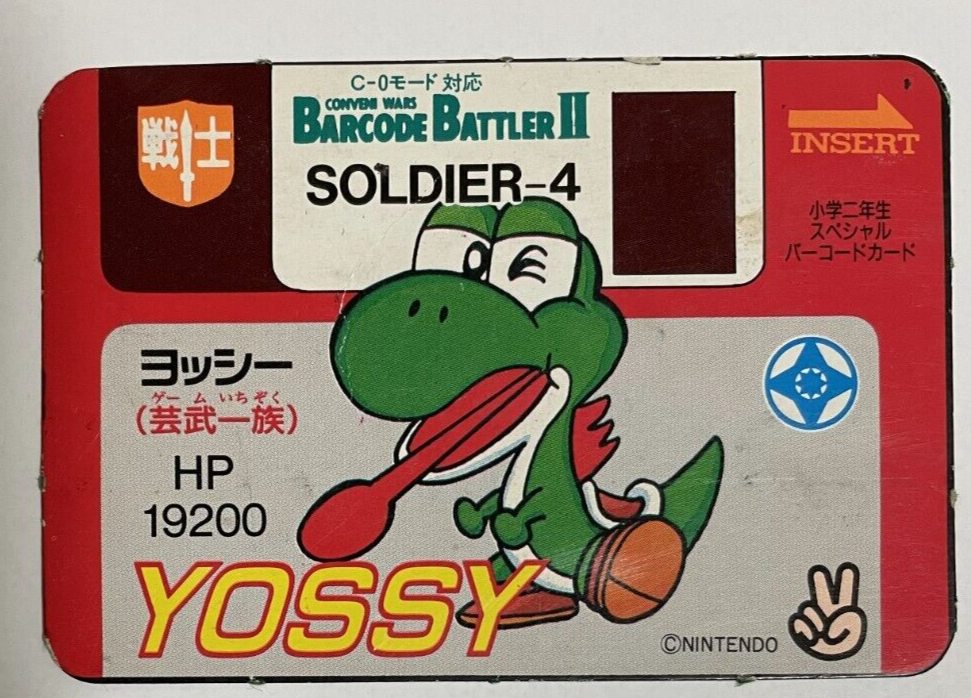 戦士
C-0モード 対応
CONVENI WARS
BARCODE BATTLER II
SOLDIER-4
INSERT
小学二年生
スペシャル
バーコードカード
ヨッシー
ゲーム いちぞく
(芸武一族)
HP
19200
YOSSY
©NINTENDO